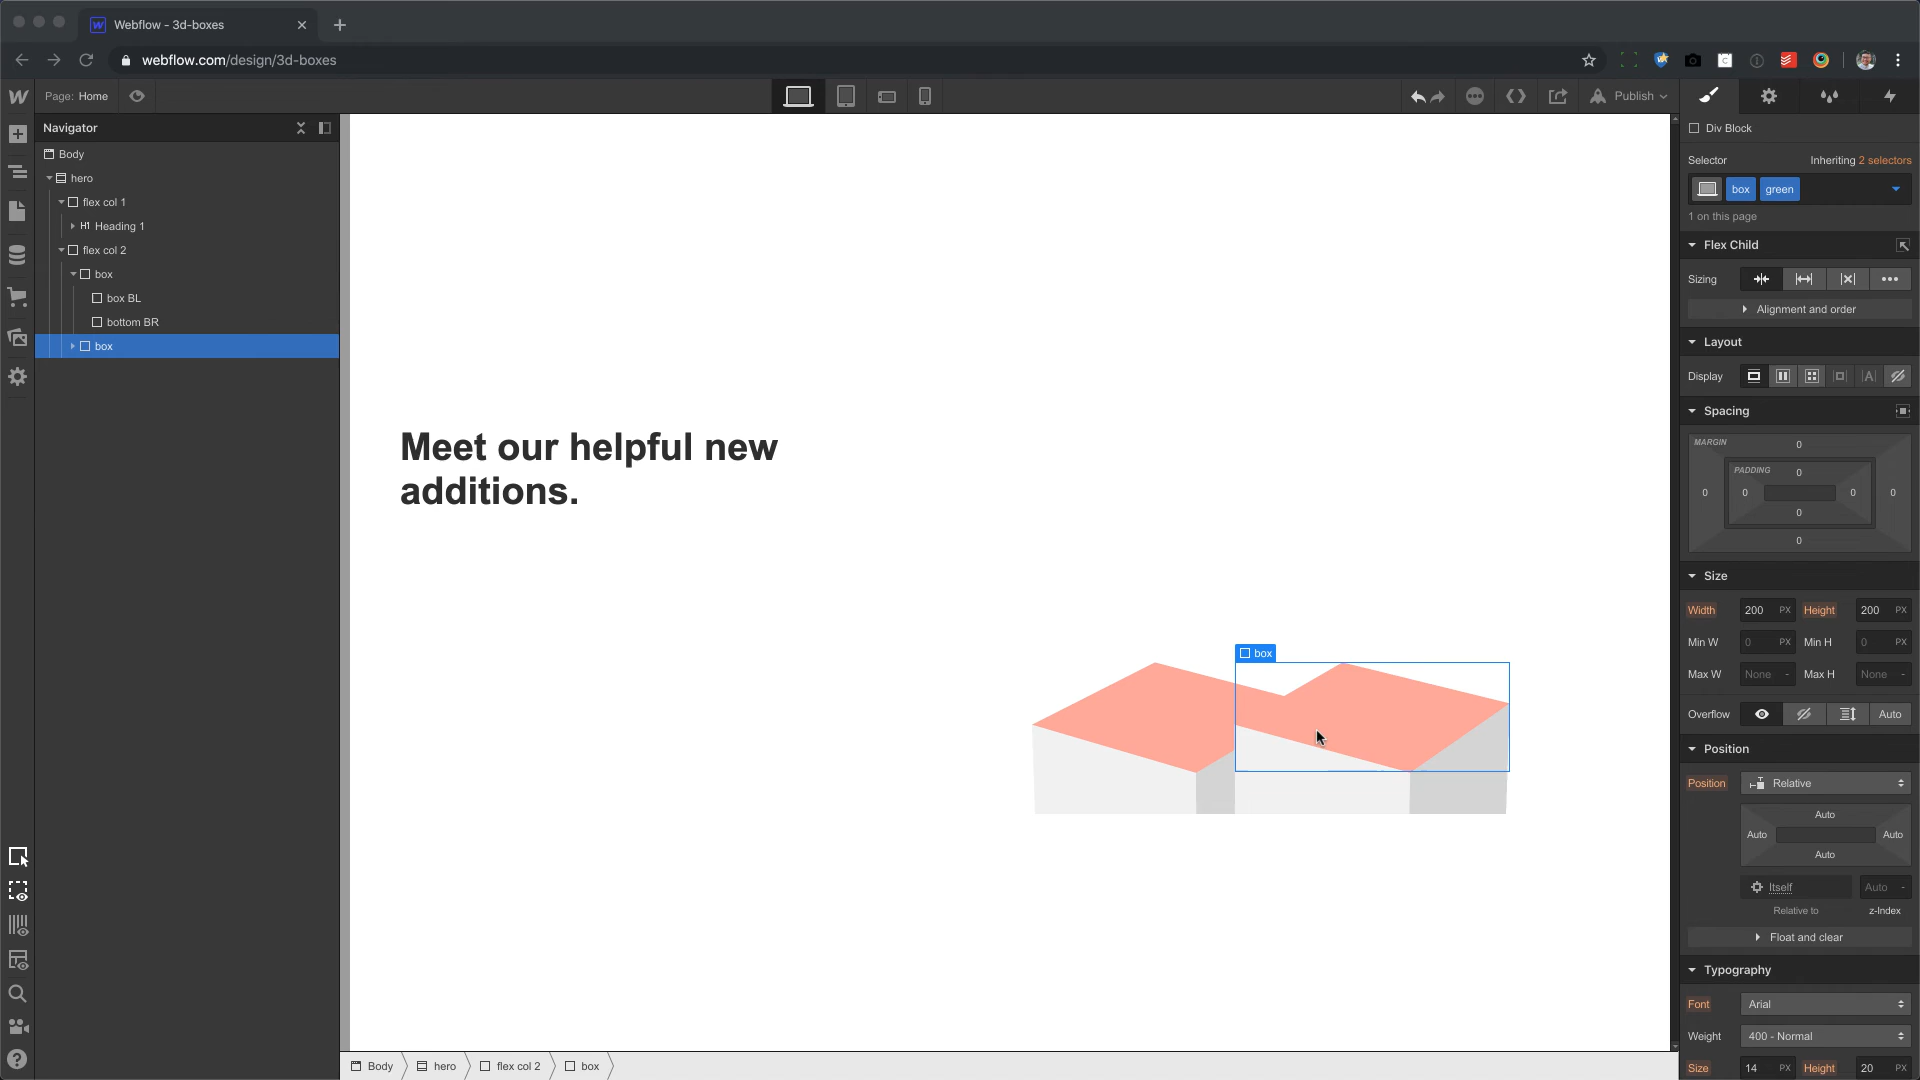 Webflow - 3d-boxes
webflow.com/design/3d-boxes
Page: Home
Publish
Navigator
Body
hero
flex col 1
H1 Heading 1
flex col 2
box
box BL
bottom BR
box
Meet our helpful new
additions.
box
Body
hero
flex col 2
box
Div Block
Selector
Inheriting 2 selectors
box
green
1 on this page
Flex Child
Sizing
Alignment and order
Layout
Display
Spacing
MARGIN
0
PADDING
0
0
0
0
0
0
0
Size
Width
200
PX
Height
200
PX
Min W
0
PX
Min H
0
PX
Max W
None
-
Max H
None
-
Overflow
Auto
Position
Position
Relative
Auto
Auto
Auto
Auto
Itself
Auto
-
Relative to
z-Index
Float and clear
Typography
Font
Arial
Weight
400 - Normal
Size
14
PX
Height
20
PX